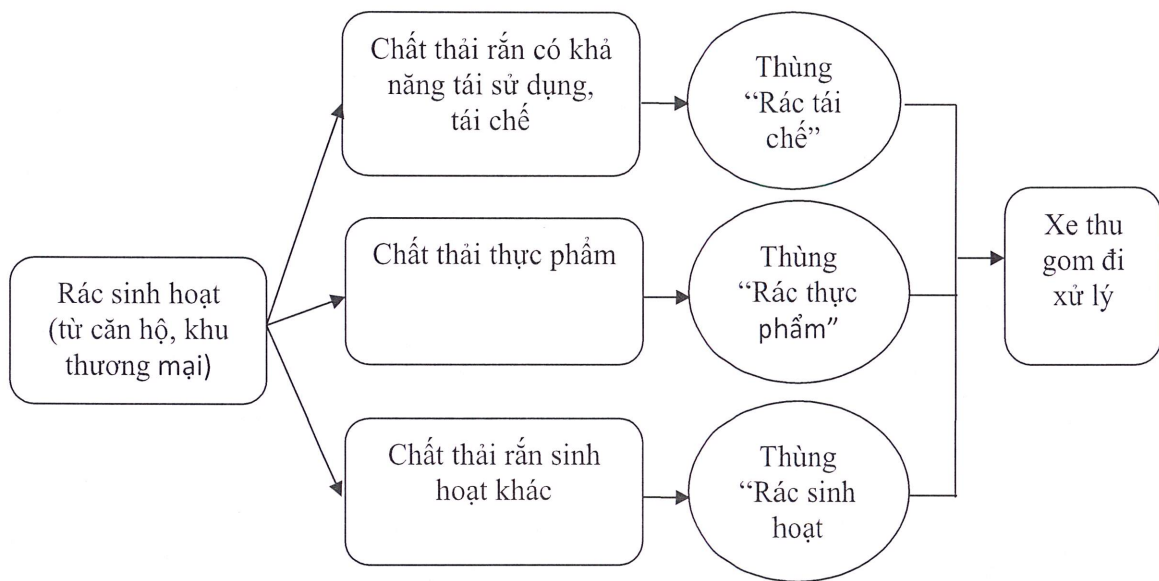 Rác sinh hoạt
(từ căn hộ, khu
thương mại)
Chất thải rắn có khả
năng tái sử dụng,
tái chế
Thùng
“Rác tái
chế”
Chất thải thực phẩm
Thùng
“Rác thực
phẩm”
Chất thải rắn sinh
hoạt khác
Thùng
“Rác sinh
hoạt
Xe thu
gom đi
xử lý